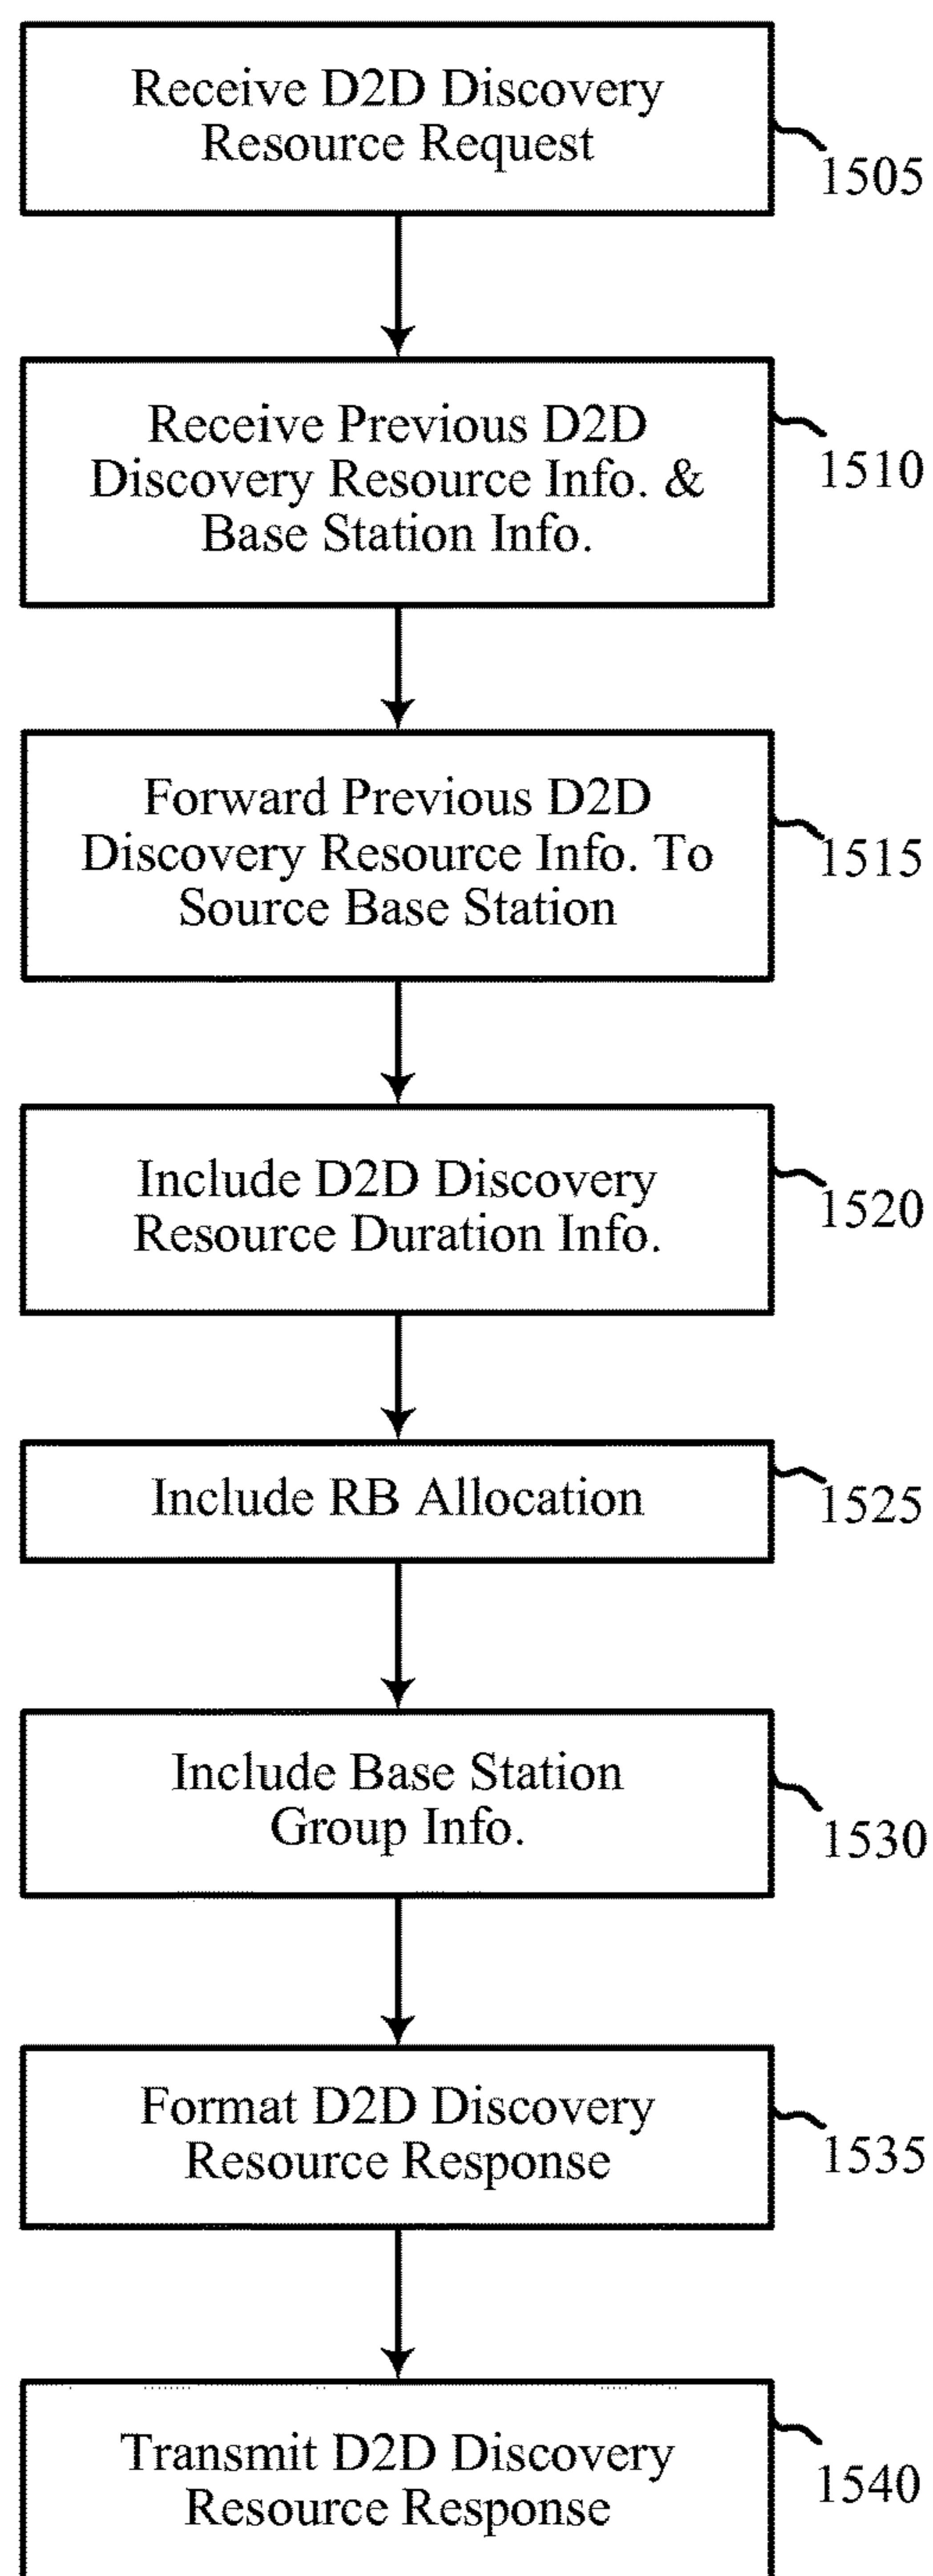 Receive D2D Discovery
Resource Request
1505
Receive Previous D2D
Discovery Resource Info. &
Base Station Info.
1510
Forward Previous D2D
Discovery Resource Info. To
Source Base Station
1515
Include D2D Discovery
Resource Duration Info.
1520
Include RB Allocation
1525
Include Base Station
Group Info.
1530
Format D2D Discovery
Resource Response
1535
Transmit D2D Discovery
Resource Response
1540